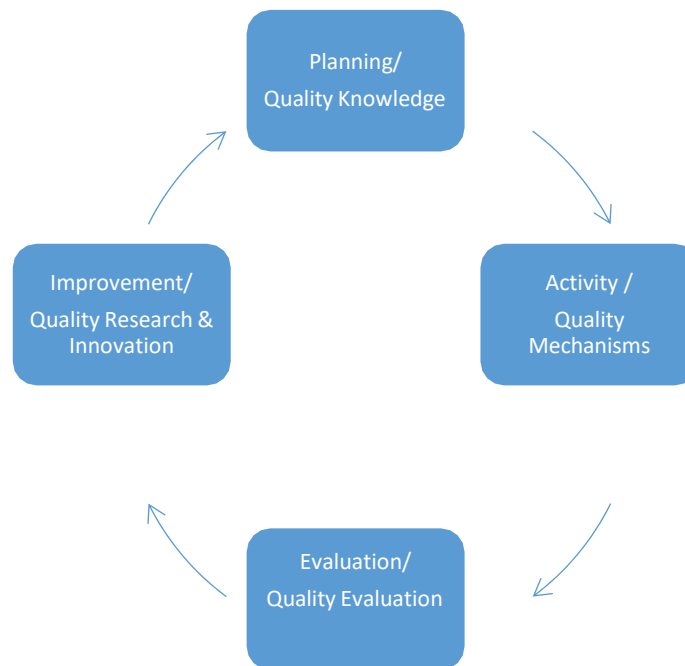 Planning/
Quality Knowledge
Improvement/
Quality Research &
Innovation
Activity /
Quality
Mechanisms
Evaluation/
Quality Evaluation